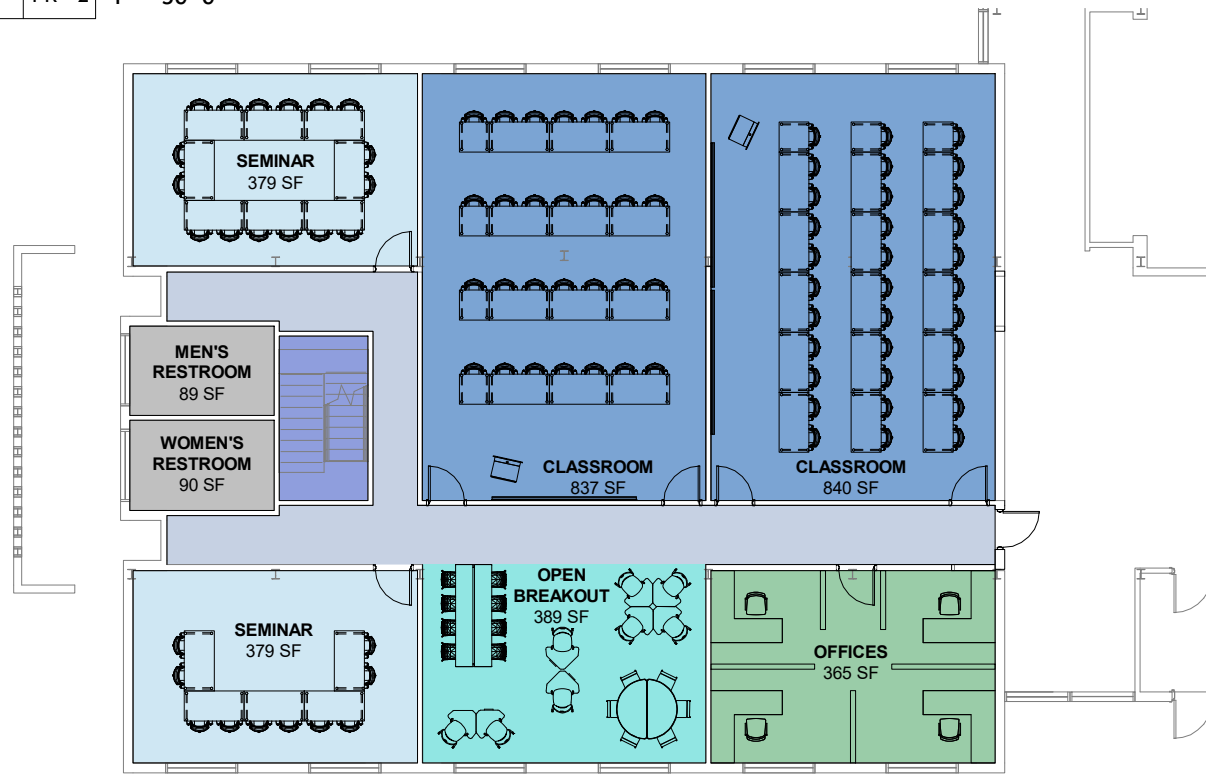 SEMINAR
379 SF
MEN'S
RESTROOM
89 SF
WOMEN'S
RESTROOM
90 SF
CLASSROOM
837 SF
CLASSROOM
840 SF
SEMINAR
379 SF
OPEN
BREAKOUT
389 SF
OFFICES
365 SF